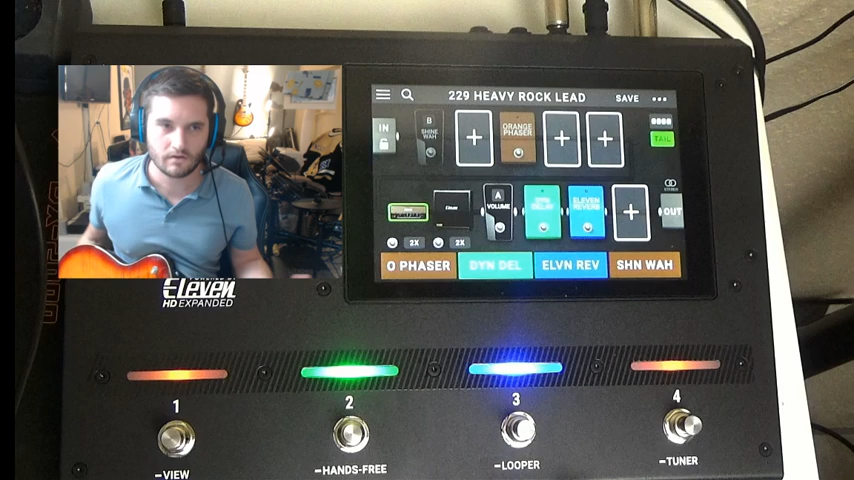 229 HEAVY ROCK LEAD
SAVE
IN
B
SHINE
WAH
ORANGE
PHASER
TAIL
A
VOLUME
DYN
DELAY
ELEVEN
REVERB
STEREO
OUT
2X
2X
O PHASER
DYN DEL
ELVN REV
SHN WAH
POWERED BY
ELEVEN
HD EXPANDED
1
2
3
4
VIEW
HANDS-FREE
LOOPER
TUNER